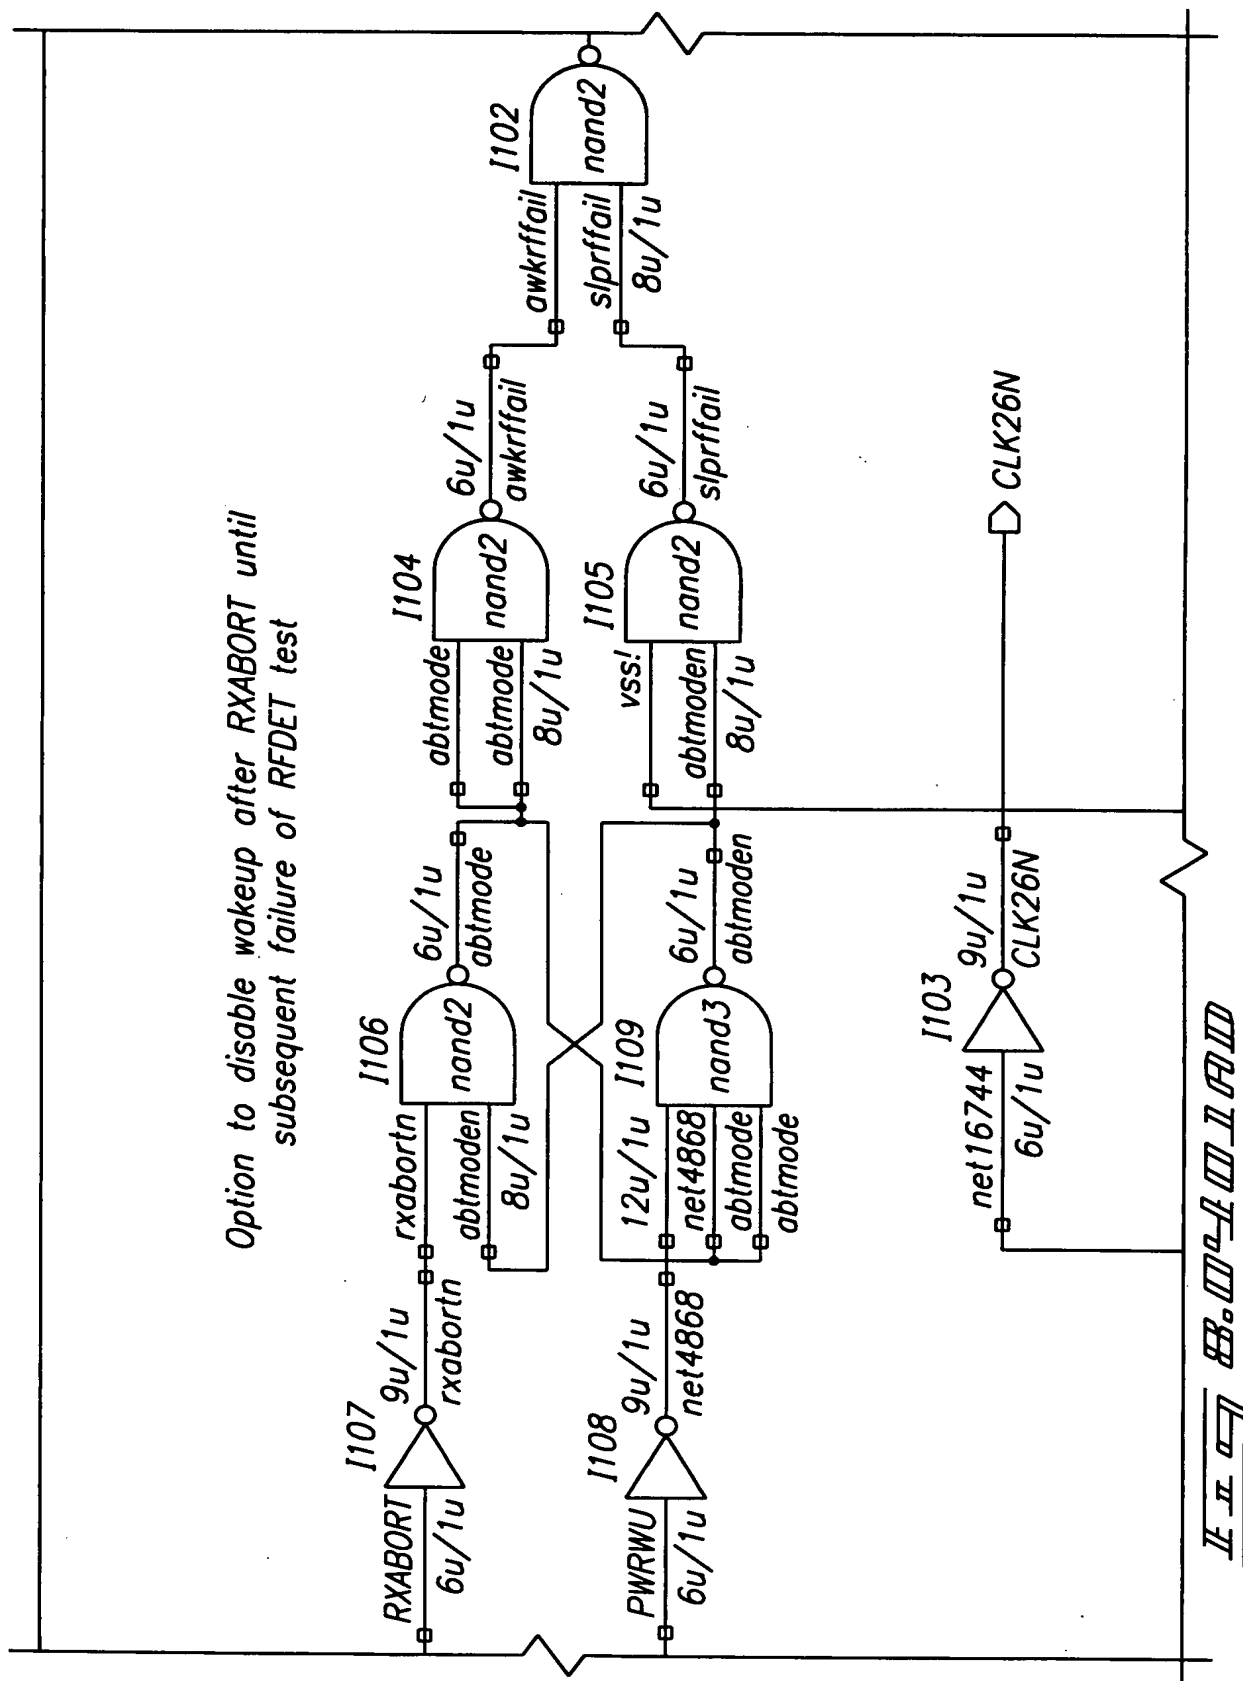 Option to disable wakeup after RXABORT until
subsequent failure of RFDET test
RXABORT
6u/1u
I107
9u/1u
rxabortn
rxabortn
abtmoden
8u/1u
I106
nand2
6u/1u
abtmode
abtmode
abtmode
8u/1u
I104
nand2
6u/1u
awkrffail
awkrffail
slprffail
8u/1u
I102
nand2
PWRWU
6u/1u
I108
9u/1u
net4868
12u/1u
net4868
abtmode
abtmode
I109
nand3
6u/1u
abtmoden
vss!
abtmoden
8u/1u
I105
nand2
6u/1u
slprffail
net16744
6u/1u
I103
9u/1u
CLK26N
CLK26N
FIG 8.0401AD